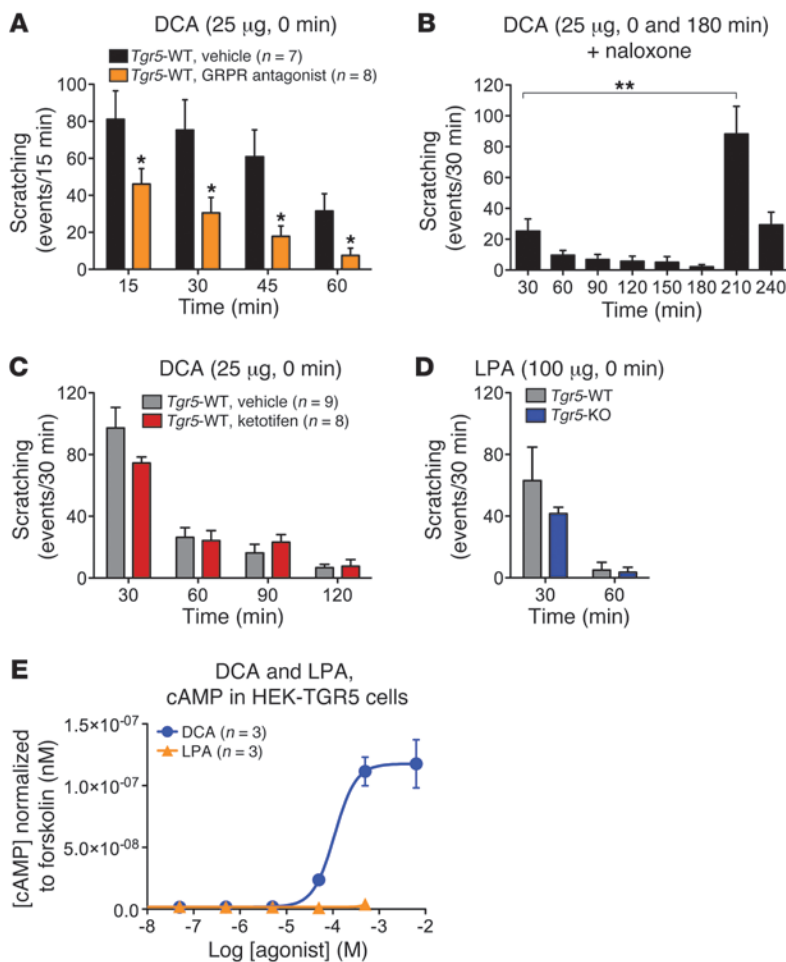 A
DCA (25 µg, 0 min)
Tgr5-WT, vehicle (n = 7)
Tgr5-WT, GRPR antagonist (n = 8)
Scratching
(events/15 min)
100
80
60
40
20
0
* * * *
15 30 45 60
Time (min)
B
DCA (25 µg, 0 and 180 min)
+ naloxone
Scratching
(events/30 min)
120
100
80
60
40
20
0
**
30 60 90 120 150 180 210 240
Time (min)
C
DCA (25 µg, 0 min)
Tgr5-WT, vehicle (n = 9)
Tgr5-WT, ketotifen (n = 8)
Scratching
(events/30 min)
120
80
40
0
30 60 90 120
Time (min)
D
LPA (100 µg, 0 min)
Tgr5-WT
Tgr5-KO
Scratching
(events/30 min)
120
80
40
0
30 60
Time (min)
E
DCA and LPA,
cAMP in HEK-TGR5 cells
DCA (n = 3)
LPA (n = 3)
[cAMP] normalized
to forskolin (nM)
1.5×10-07
1.0×10-07
5.0×10-08
0.0
-8 -7 -6 -5 -4 -3 -2
Log [agonist] (M)